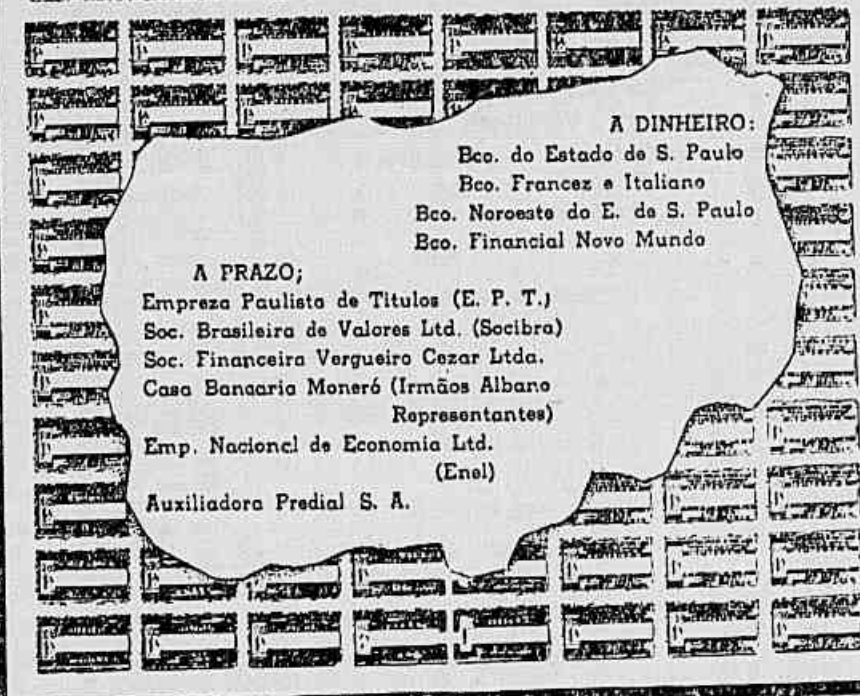 A DINHEIRO:
Bco. do Estado de S. Paulo
Bco. Francez e Italiano
Bco. Noroeste do E. de S. Paulo
Bco. Financial Novo Mundo
A PRAZO;
Empreza Paulista de Titulos (E. P. T.)
Soc. Brasileira de Valores Ltd. (Socibra)
Soc. Financeira Vergueiro Cezar Ltda.
Casa Bancaria Moneró (Irmãos Albano
Representantes)
Emp. Nacional de Economia Ltd.
(Enel)
Auxiliadora Predial S. A.